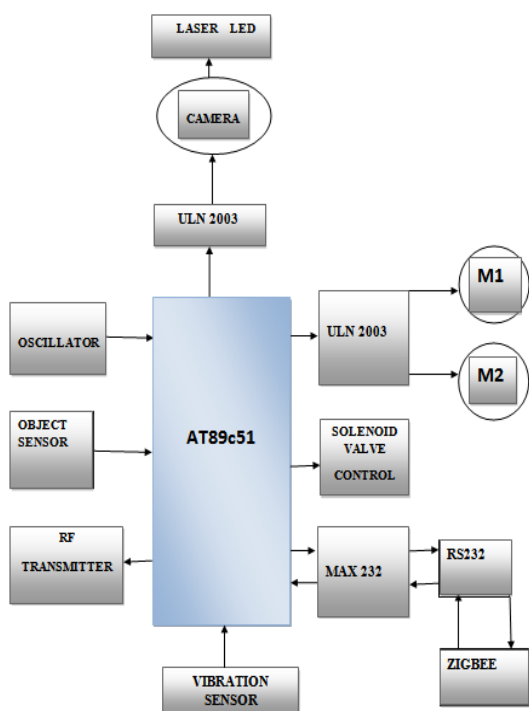 LASER LED
CAMERA
ULN 2003
OSCILLATOR
ULN 2003
M1
M2
OBJECT
SENSOR
AT89c51
SOLENOID
VALVE
CONTROL
RF
TRANSMITTER
MAX 232
RS232
VIBRATION
SENSOR
ZIGBEE